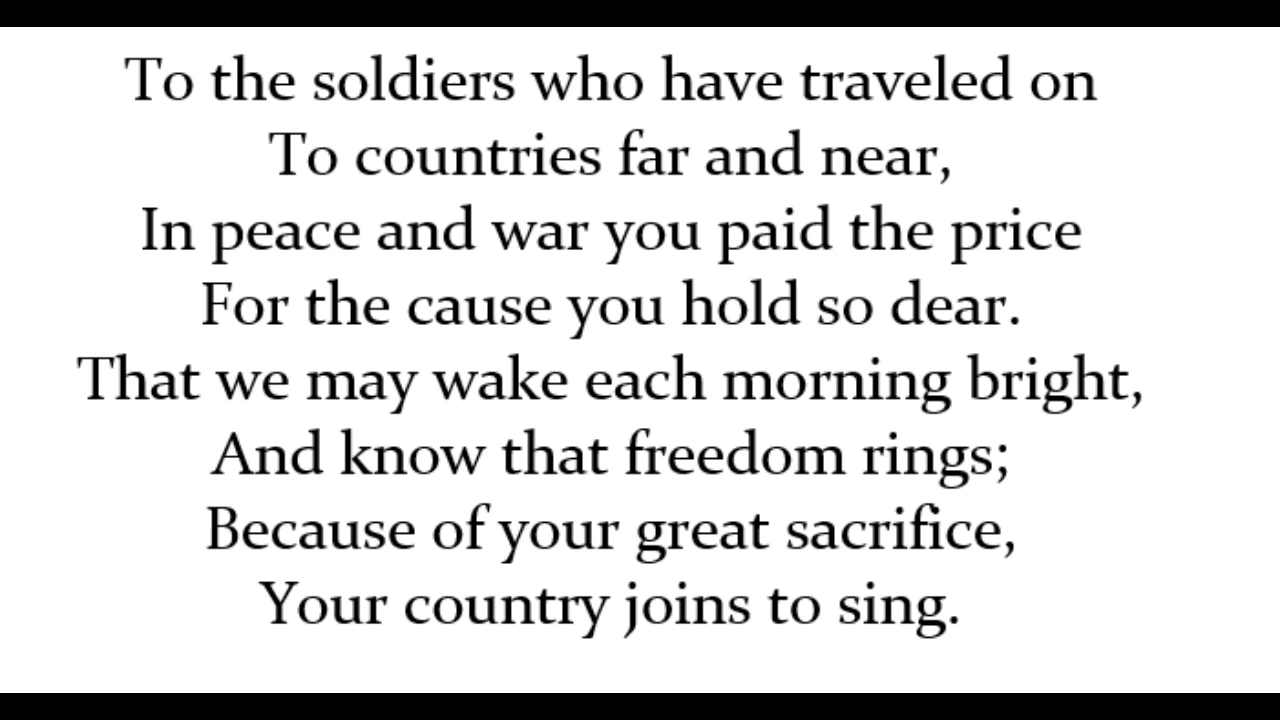 To the soldiers who have traveled on
To countries far and near,
In peace and war you paid the price
For the cause you hold so dear.
That we may wake each morning bright,
And know that freedom rings;
Because of your great sacrifice,
Your country joins to sing.